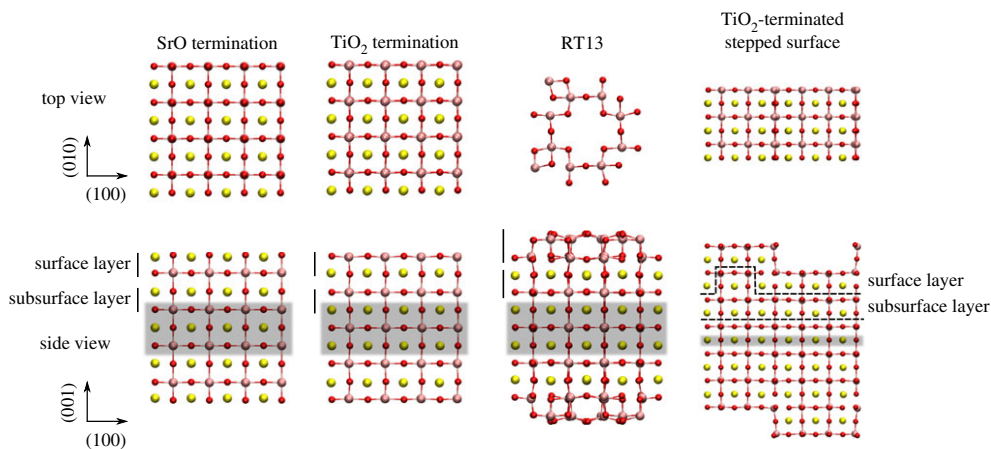 SrO termination
TiO2 termination
RT13
TiO2-terminated
stepped surface
top view
(010)
(100)
surface layer
subsurface layer
side view
(001)
(100)
surface layer
subsurface layer